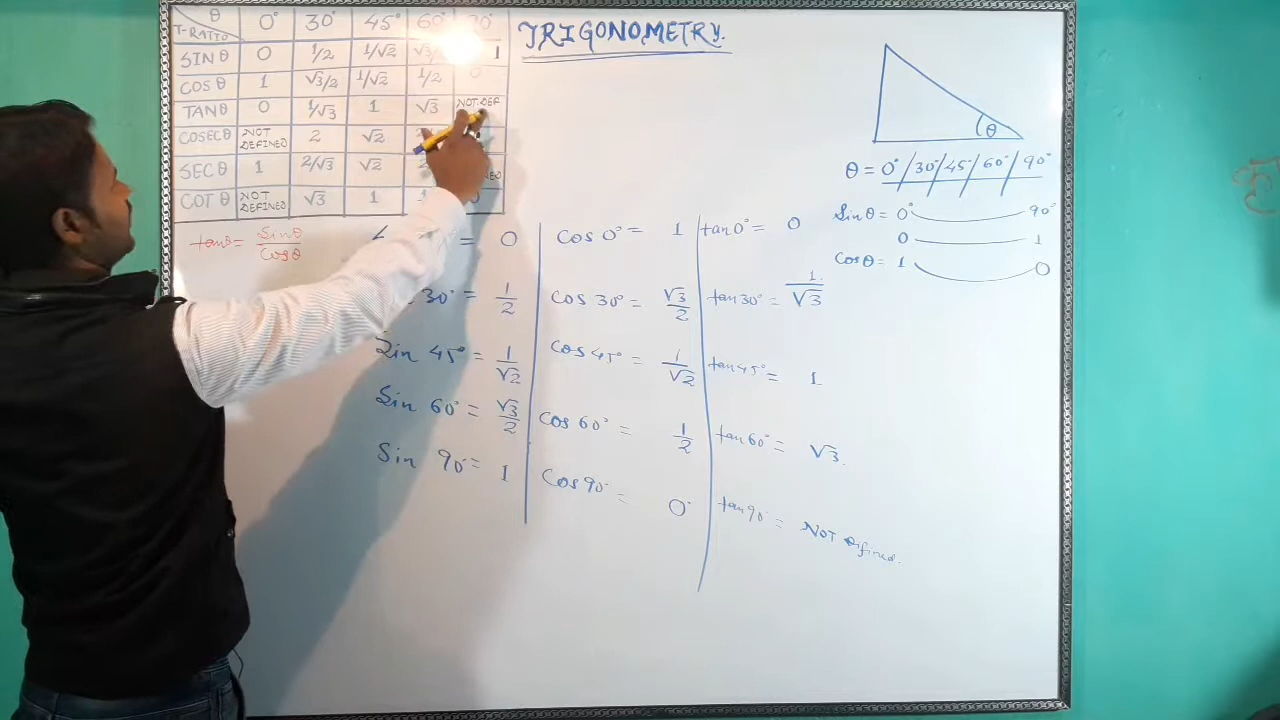 TRIGONOMETRY.
θ 0° 30° 45° 60°
T-RATIO
SIN θ 0 1/2 1/√2 1
COS θ 1 √3/2 1/√2 1/2 0
TAN θ 0 1/√3 1 √3 NOT DEF
COSEC θ NOT DEFINED 2 √2
SEC θ 1 2/√3 √2
COT θ NOT DEFINED √3 1
tanθ = Sinθ/Cosθ
= 0
30° = 1/2
Sin 45° = 1/√2
Sin 60° = √3/2
Sin 90° = 1
Cos 0° = 1
Cos 30° = √3/2
Cos 45° = 1/√2
Cos 60° = 1/2
Cos 90° = 0°
tan 0° = 0
tan 30° = 1/√3
tan 45° = 1
tan 60° = √3.
tan 90° = NOT Difined.
θ
θ = 0°/30°/45°/60°/90°
Sinθ = 0° 90°
0 1
Cosθ = 1 0